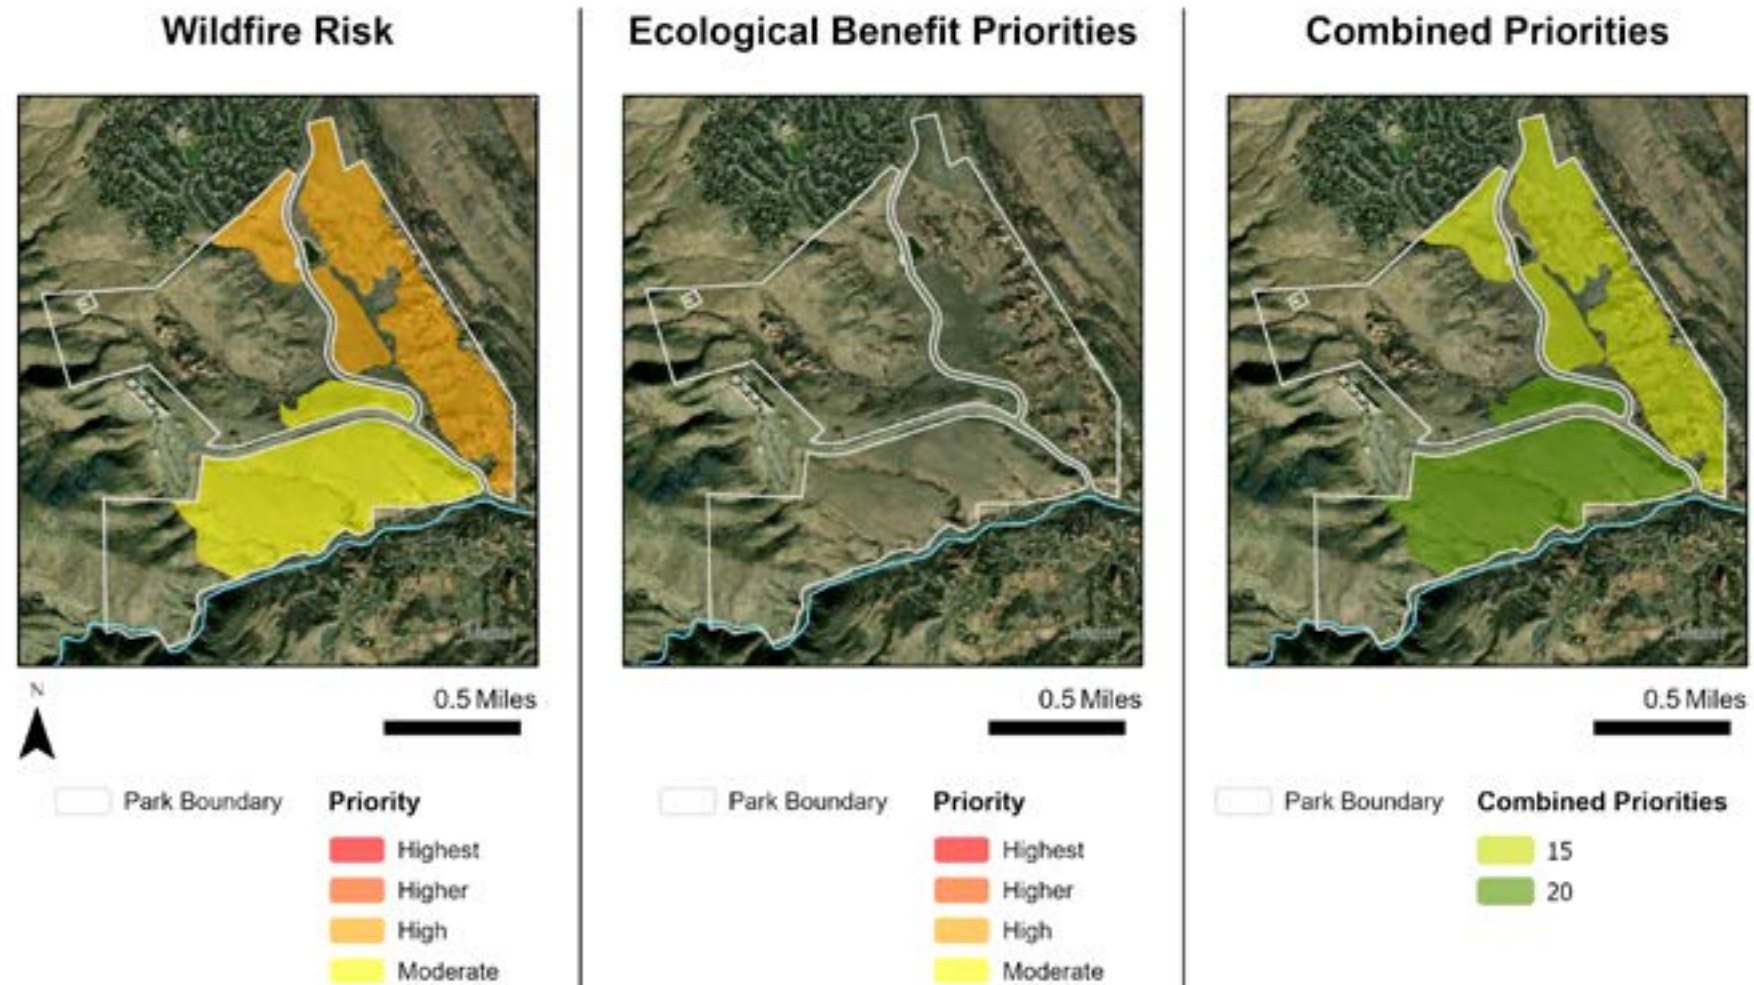 Wildfire Risk
Ecological Benefit Priorities
Combined Priorities
N
0.5 Miles
0.5 Miles
0.5 Miles
Park Boundary
Priority
Highest
Higher
High
Moderate
Park Boundary
Priority
Highest
Higher
High
Moderate
Park Boundary
Combined Priorities
15
20